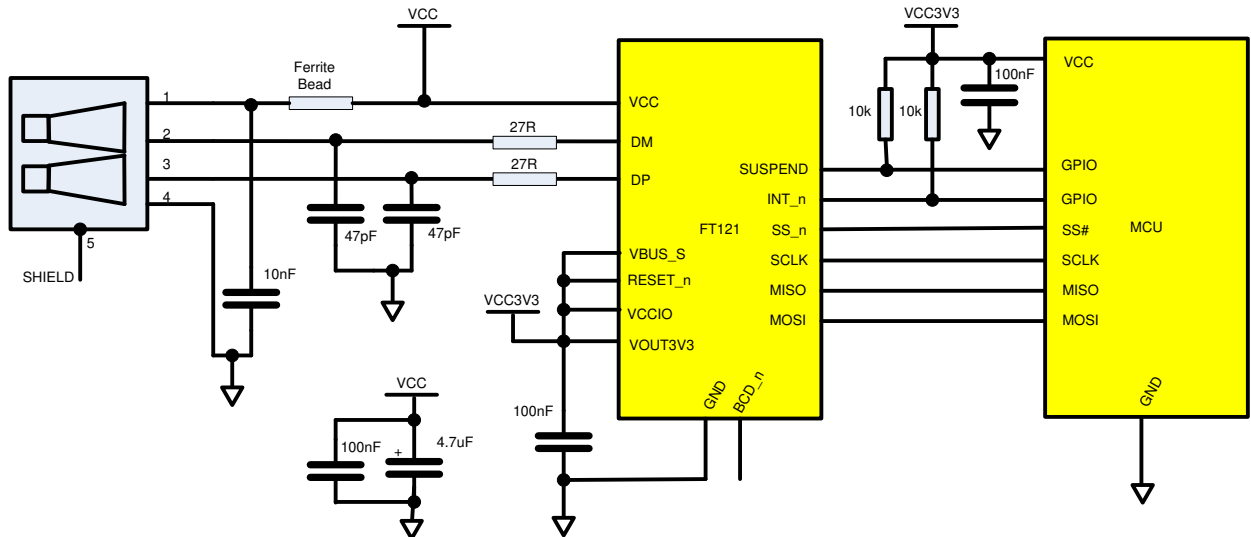 VCC
VCC3V3
Ferrite
Bead
1
2
3
4
5
SHIELD
10nF
47pF
47pF
27R
27R
VCC
DM
DP
VBUS_S
RESET_n
VCCIO
VOUT3V3
FT121
SUSPEND
INT_n
SS_n
SCLK
MISO
MOSI
GND
BCD_n
10k
10k
100nF
VCC
GPIO
GPIO
SS#
SCLK
MISO
MOSI
MCU
GND
VCC3V3
100nF
VCC
100nF
+
4.7uF